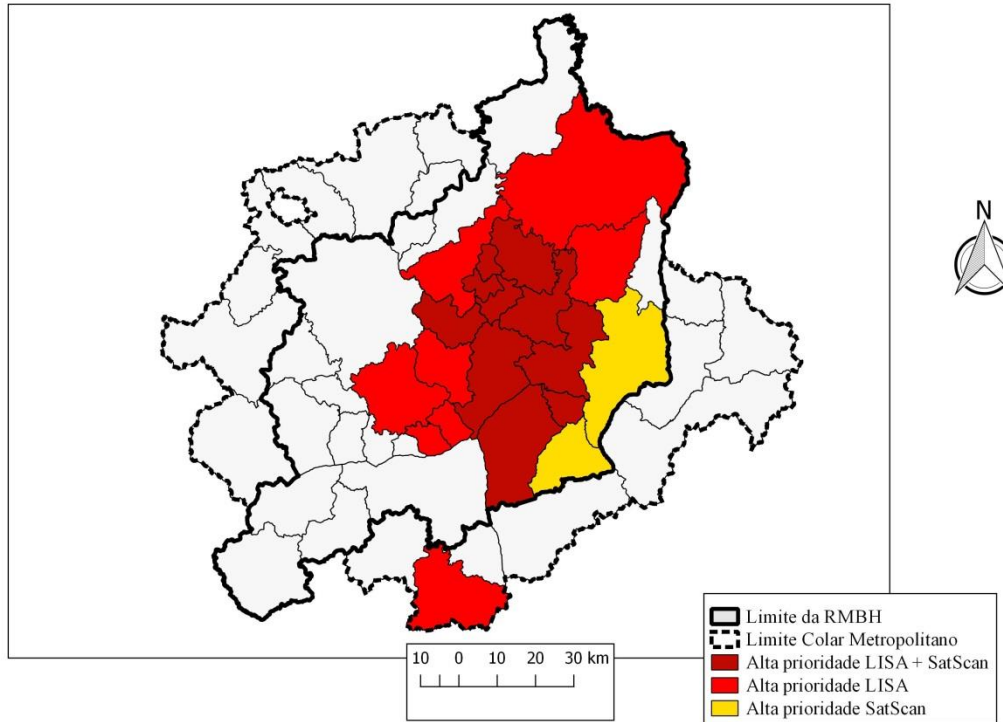 N
Limite da RMBH
Limite Colar Metropolitano
Alta prioridade LISA + SatScan
Alta prioridade LISA
Alta prioridade SatScan
10 0 10 20 30 km